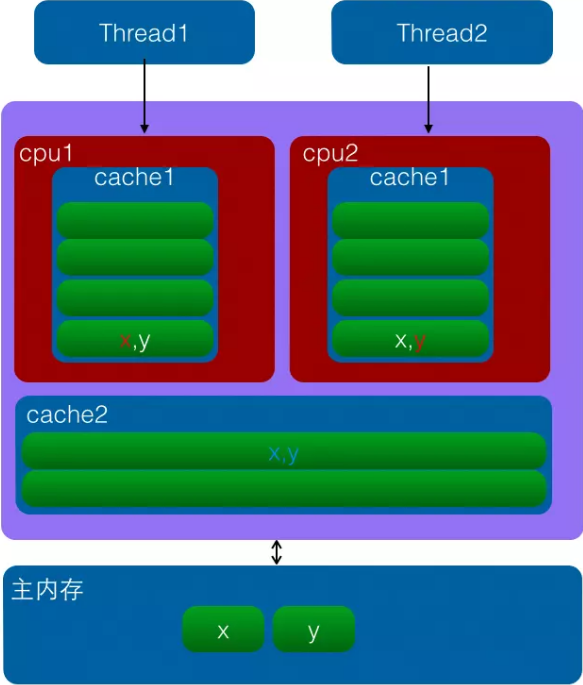 Thread1
Thread2
cpu1
cpu2
cache1
cache1
x,y
x,y
cache2
x,y
主内存
x
y